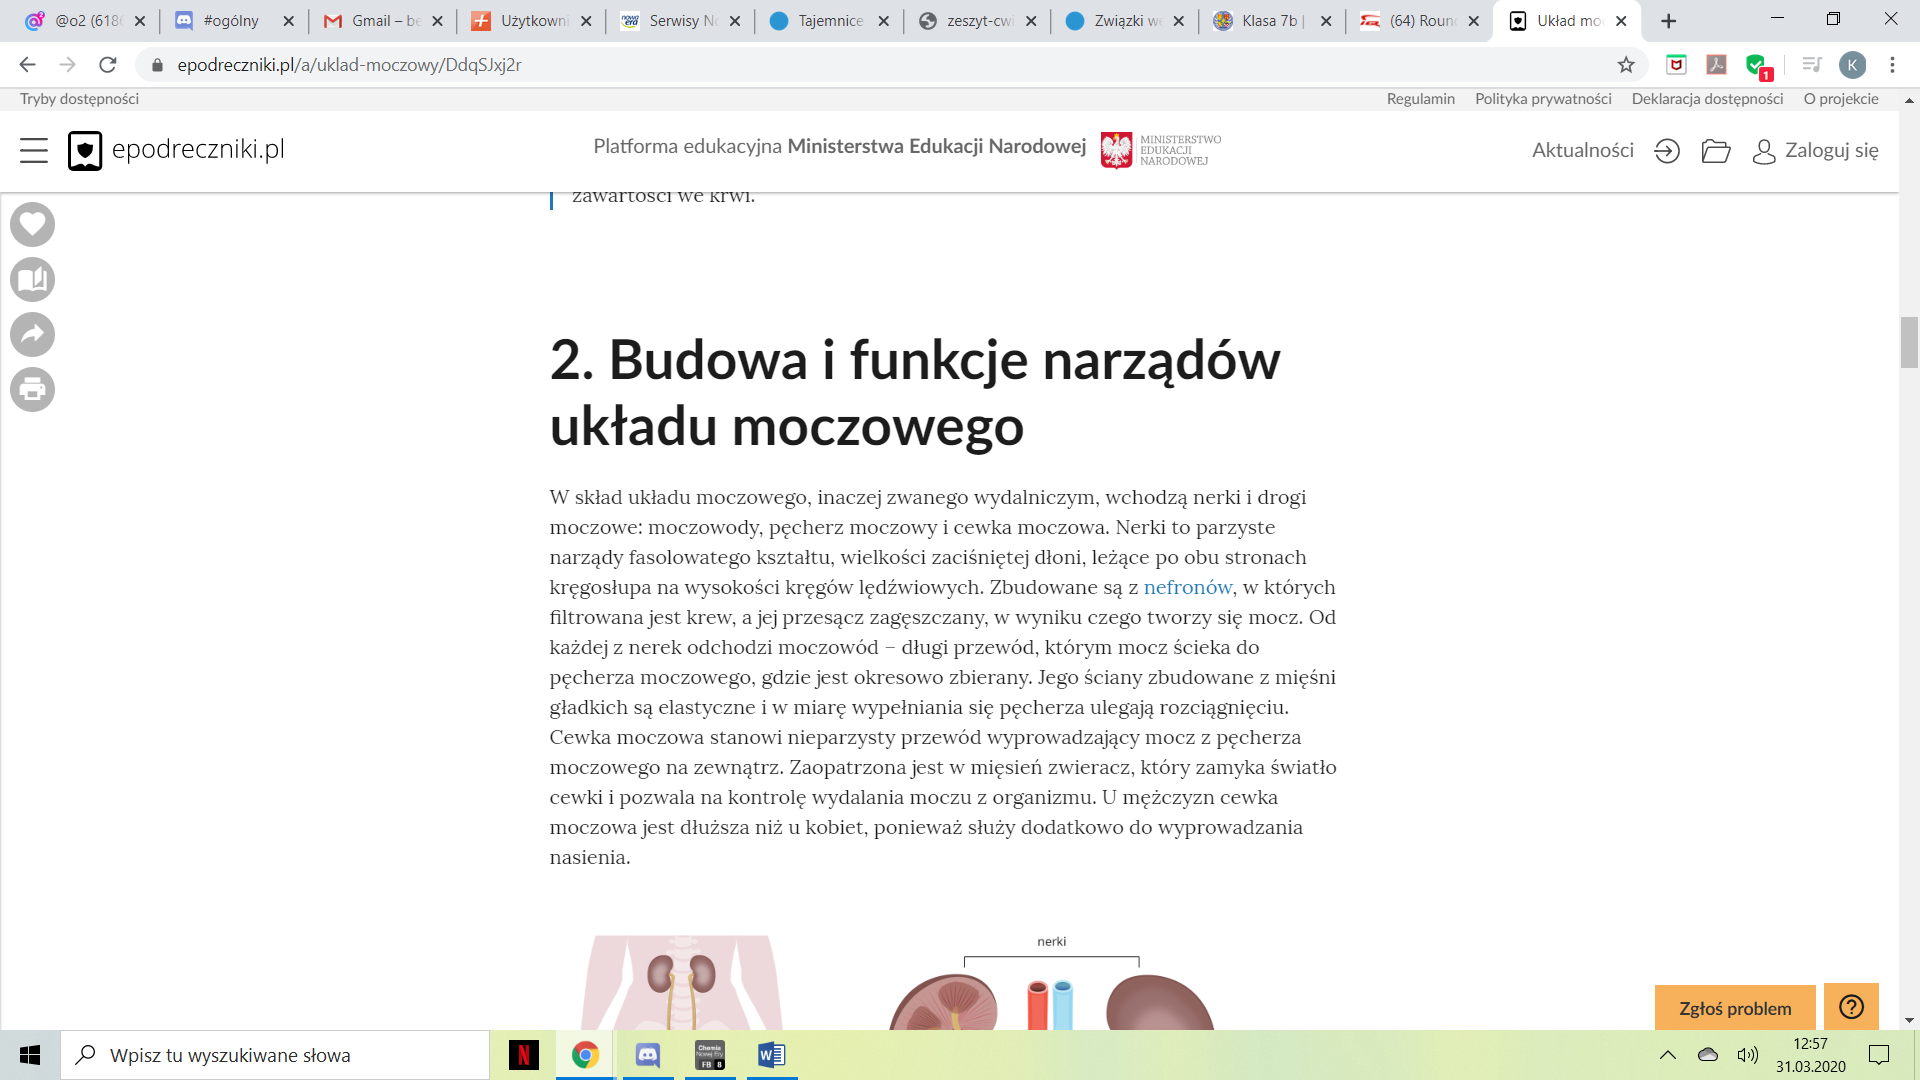 @o2 (618
#ogólny
Gmail – be
Użytkowni
Serwisy No
Tajemnice
zeszyt-cwi
Związki we
Klasa 7b |
(64) Roun
Układ mo
epodreczniki.pl/a/uklad-moczowy/DdqSJxj2r
1
K
Tryby dostępności
Regulamin
Polityka prywatności
Deklaracja dostępności
O projekcie
epodreczniki.pl
Platforma edukacyjna Ministerstwa Edukacji Narodowej
MINISTERSTWO
EDUKACJI
NARODOWEJ
Aktualności
Zaloguj się
zawartości we krwi.
2. Budowa i funkcje narządów
układu moczowego
W skład układu moczowego, inaczej zwanego wydalniczym, wchodzą nerki i drogi
moczowe: moczowody, pęcherz moczowy i cewka moczowa. Nerki to parzyste
narządy fasolowatego kształtu, wielkości zaciśniętej dłoni, leżące po obu stronach
kręgosłupa na wysokości kręgów lędźwiowych. Zbudowane są z nefronów, w których
filtrowana jest krew, a jej przesącz zagęszczany, w wyniku czego tworzy się mocz. Od
każdej z nerek odchodzi moczowód – długi przewód, którym mocz ścieka do
pęcherza moczowego, gdzie jest okresowo zbierany. Jego ściany zbudowane z mięśni
gładkich są elastyczne i w miarę wypełniania się pęcherza ulegają rozciągnięciu.
Cewka moczowa stanowi nieparzysty przewód wyprowadzający mocz z pęcherza
moczowego na zewnątrz. Zaopatrzona jest w mięsień zwieracz, który zamyka światło
cewki i pozwala na kontrolę wydalania moczu z organizmu. U mężczyzn cewka
moczowa jest dłuższa niż u kobiet, ponieważ służy dodatkowo do wyprowadzania
nasienia.
nerki
Zgłoś problem
Wpisz tu wyszukiwane słowa
N
Chemia
Nowej Ery
FB 8
W
12:57
31.03.2020